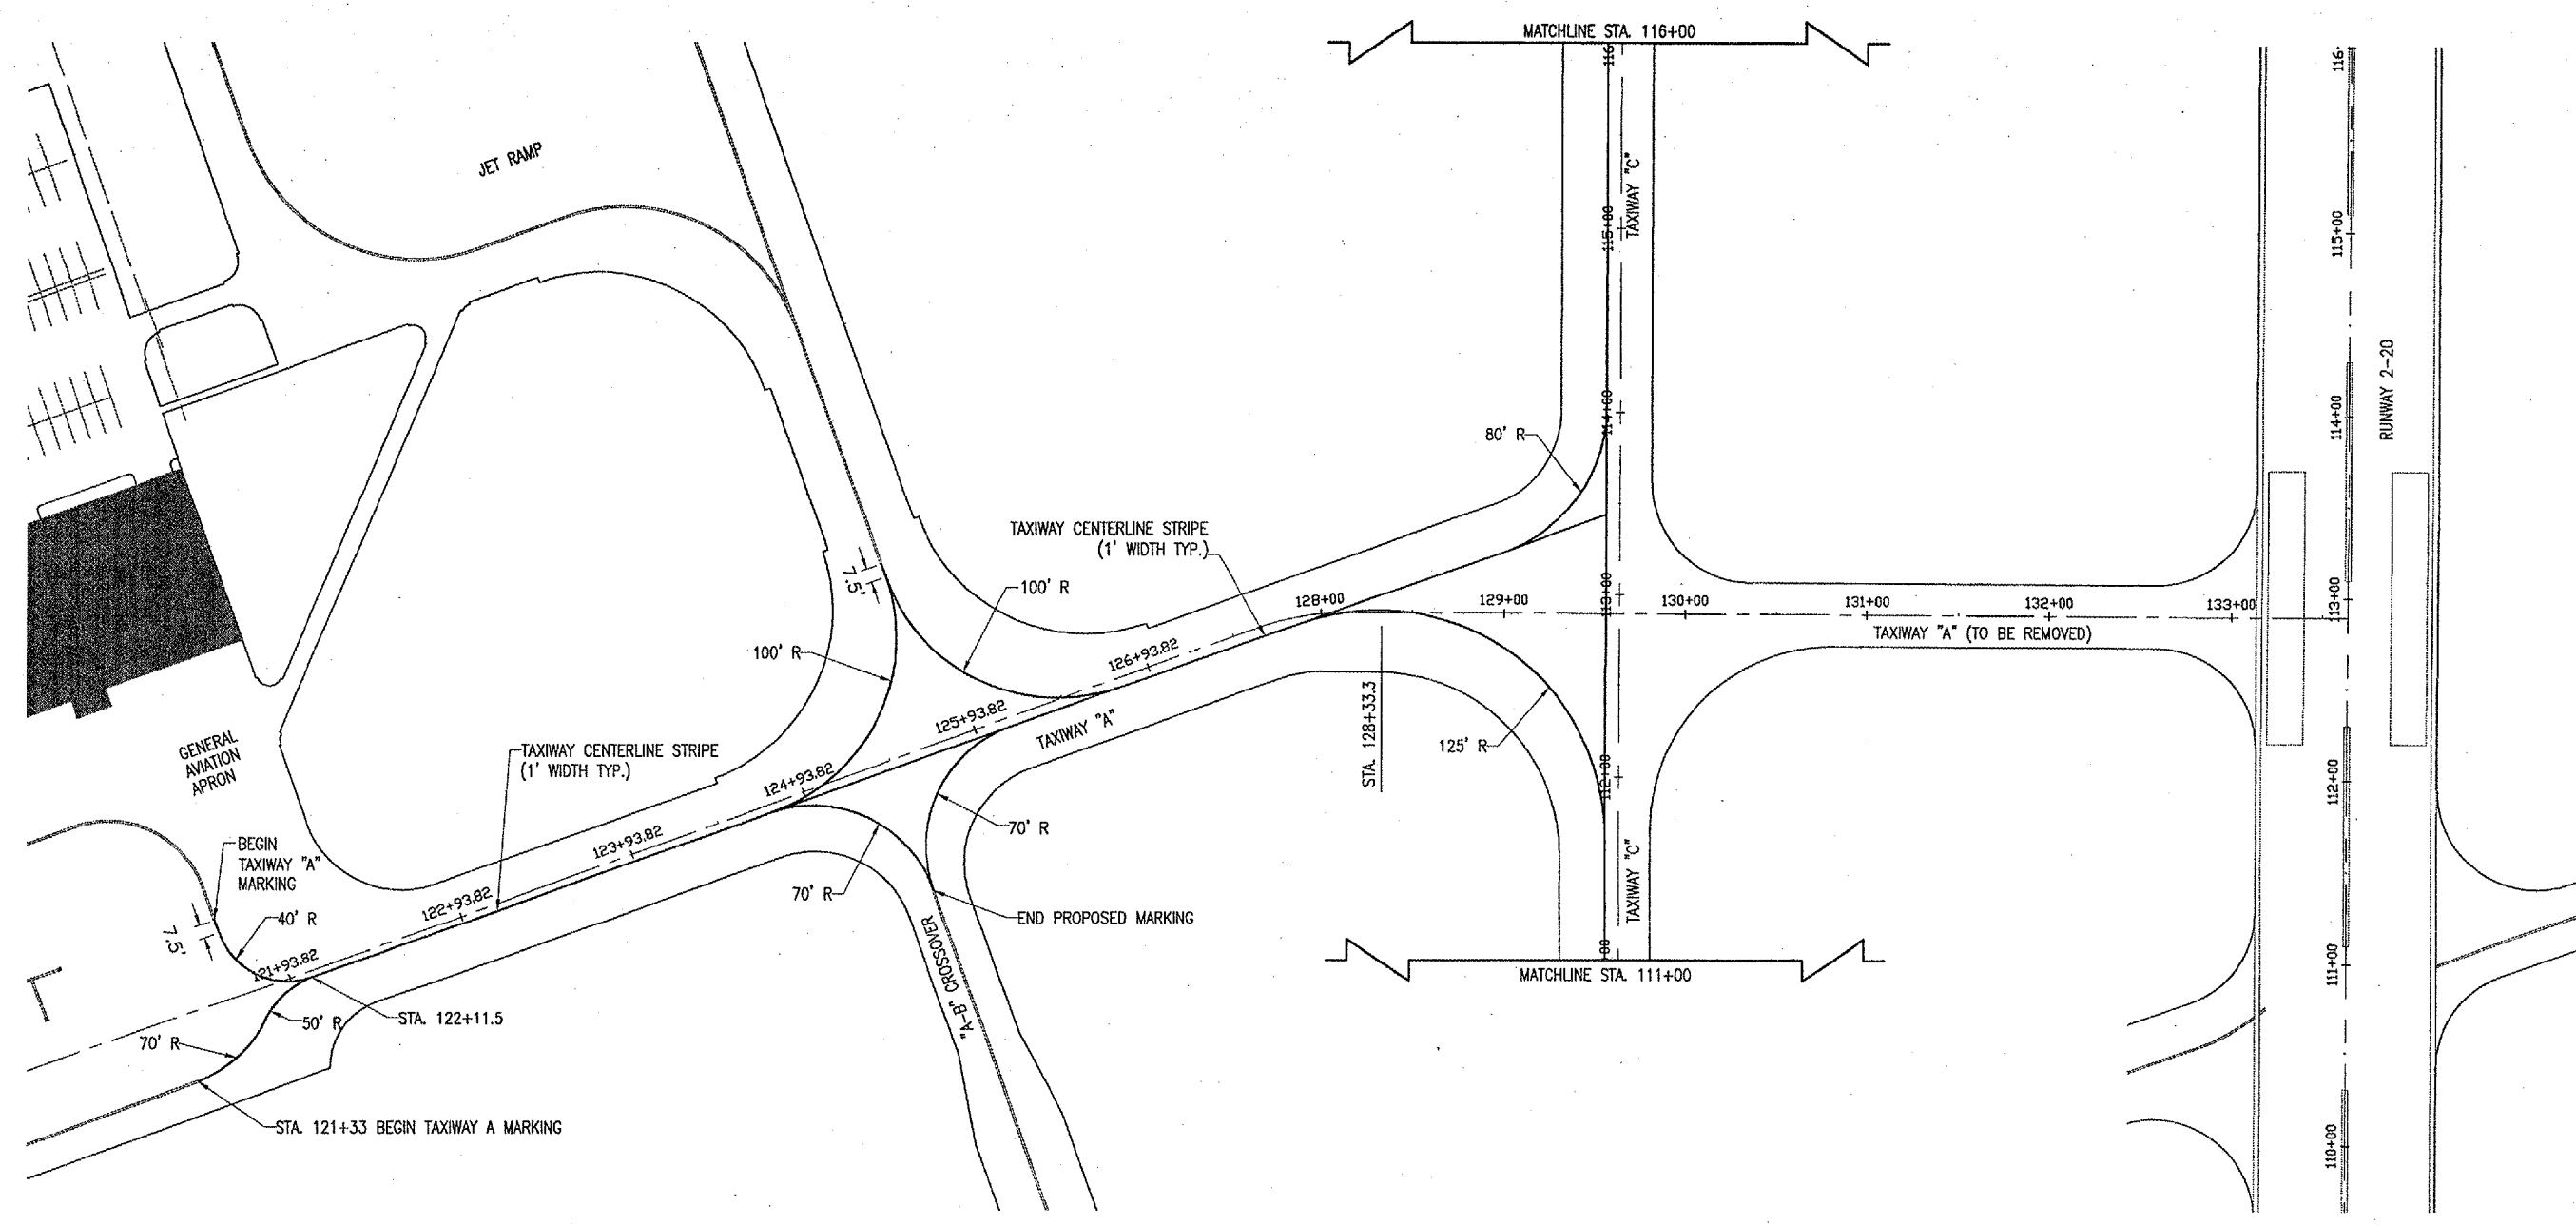 MATCHLINE STA. 116+00
116
116
JET RAMP
TAXIWAY "C"
115+00
115+00
RUNWAY 2-20
114+00
114+00
80' R
TAXIWAY CENTERLINE STRIPE
(1' WIDTH TYP.)
7.5'
100' R
128+00
129+00
113+00
130+00
131+00
132+00
133+00
113+00
TAXIWAY "A" (TO BE REMOVED)
100' R
126+93.82
125+93.82
TAXIWAY "A"
STA. 128+33.3
125' R
GENERAL
AVIATION
APRON
TAXIWAY CENTERLINE STRIPE
(1' WIDTH TYP.)
124+93.82
112+00
112+00
70' R
123+93.82
BEGIN
TAXIWAY "A"
MARKING
70' R
122+93.82
TAXIWAY "C"
40' R
END PROPOSED MARKING
7.5'
"A-B" CROSSOVER
121+93.82
00
111+00
MATCHLINE STA. 111+00
50' R
STA. 122+11.5
70' R
STA. 121+33 BEGIN TAXIWAY A MARKING
110+00